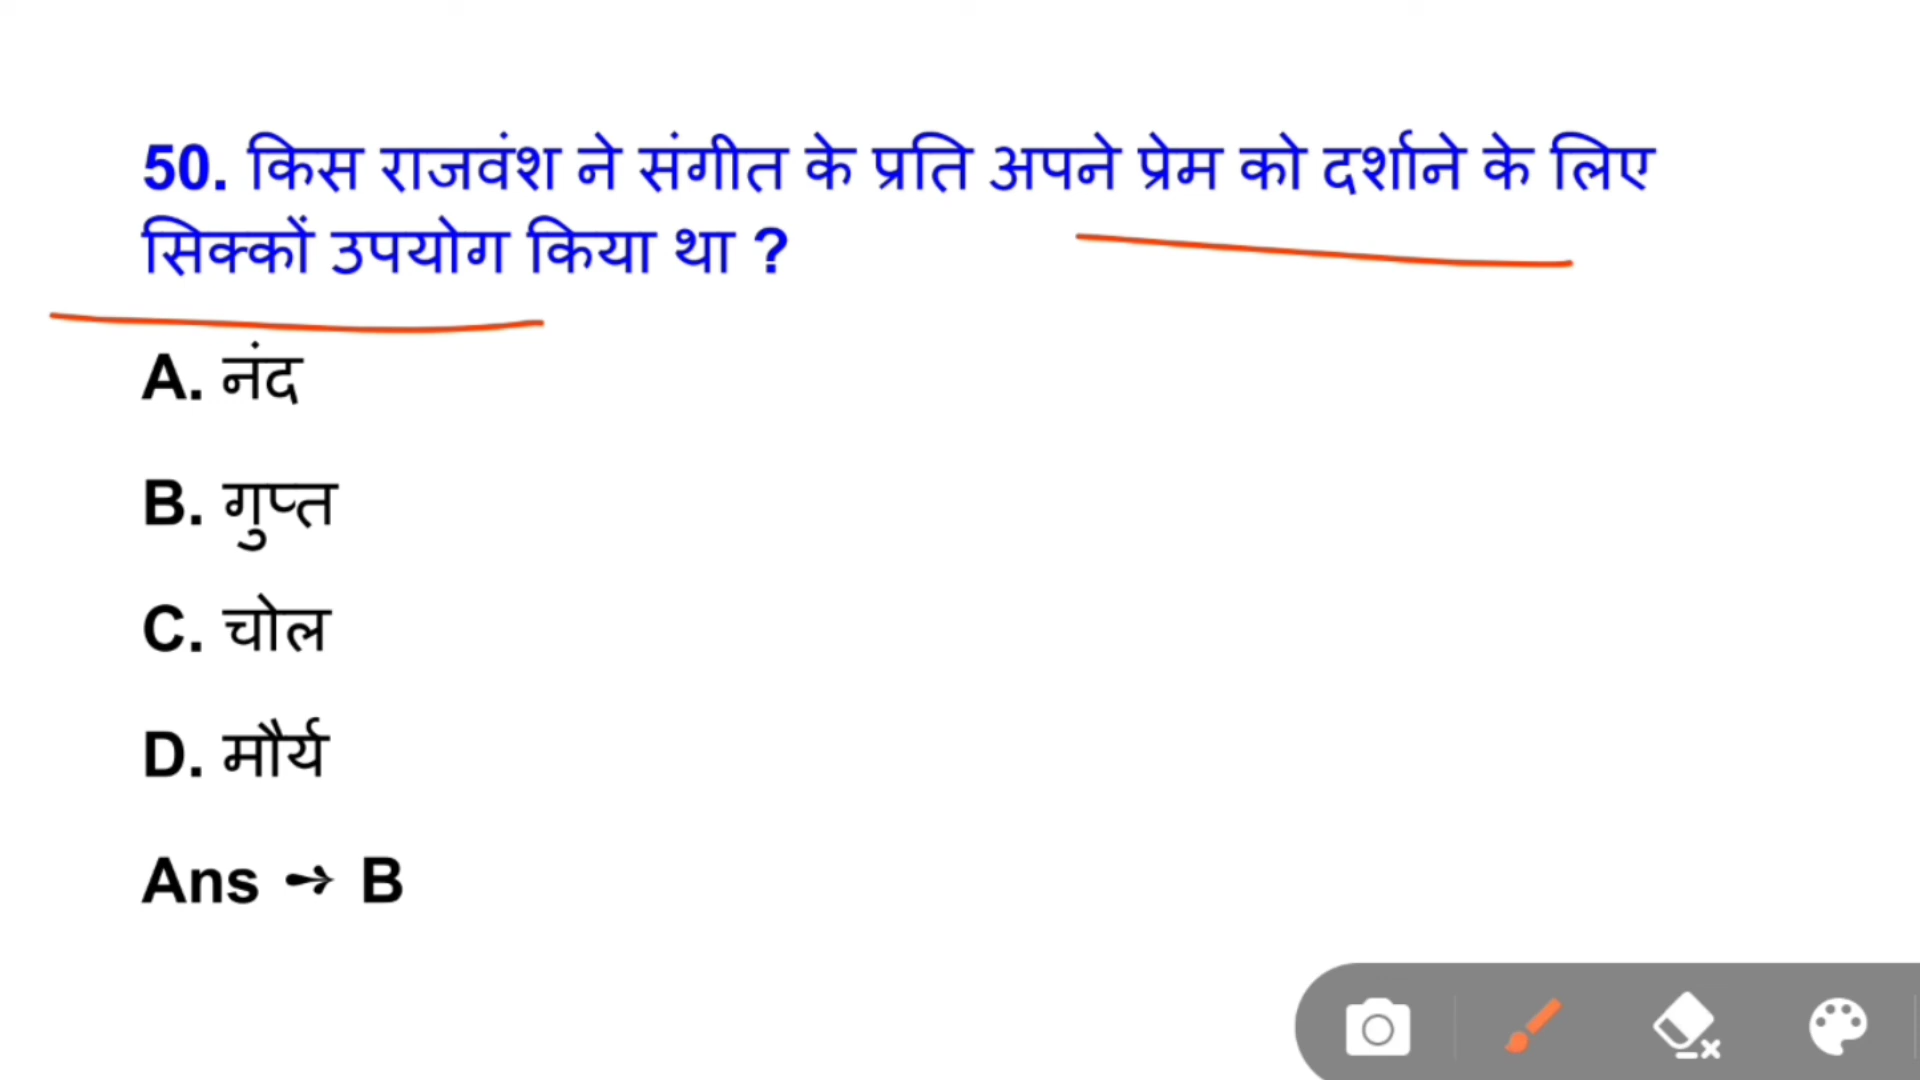 50. किस राजवंश ने संगीत के प्रति अपने प्रेम को दर्शाने के लिए
सिक्कों उपयोग किया था ?
A. नंद
B. गुप्त
C. चोल
D. मौर्य
Ans ➻ B